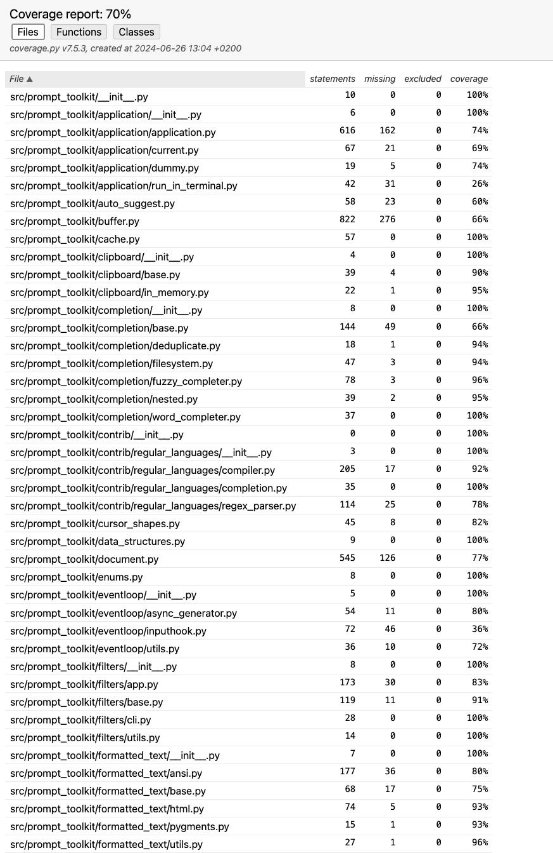 Coverage report: 70%
Files Functions Classes
coverage.py v7.5.3, created at 2024-06-26 13:04 +0200
File ▲ statements missing excluded coverage
src/prompt_toolkit/__init__.py 10 0 0 100%
src/prompt_toolkit/application/__init__.py 6 0 0 100%
src/prompt_toolkit/application/application.py 616 162 0 74%
src/prompt_toolkit/application/current.py 67 21 0 69%
src/prompt_toolkit/application/dummy.py 19 5 0 74%
src/prompt_toolkit/application/run_in_terminal.py 42 31 0 26%
src/prompt_toolkit/auto_suggest.py 58 23 0 60%
src/prompt_toolkit/buffer.py 822 276 0 66%
src/prompt_toolkit/cache.py 57 0 0 100%
src/prompt_toolkit/clipboard/__init__.py 4 0 0 100%
src/prompt_toolkit/clipboard/base.py 39 4 0 90%
src/prompt_toolkit/clipboard/in_memory.py 22 1 0 95%
src/prompt_toolkit/completion/__init__.py 8 0 0 100%
src/prompt_toolkit/completion/base.py 144 49 0 66%
src/prompt_toolkit/completion/deduplicate.py 18 1 0 94%
src/prompt_toolkit/completion/filesystem.py 47 3 0 94%
src/prompt_toolkit/completion/fuzzy_completer.py 78 3 0 96%
src/prompt_toolkit/completion/nested.py 39 2 0 95%
src/prompt_toolkit/completion/word_completer.py 37 0 0 100%
src/prompt_toolkit/contrib/__init__.py 0 0 0 100%
src/prompt_toolkit/contrib/regular_languages/__init__.py 3 0 0 100%
src/prompt_toolkit/contrib/regular_languages/compiler.py 205 17 0 92%
src/prompt_toolkit/contrib/regular_languages/completion.py 35 0 0 100%
src/prompt_toolkit/contrib/regular_languages/regex_parser.py 114 25 0 78%
src/prompt_toolkit/cursor_shapes.py 45 8 0 82%
src/prompt_toolkit/data_structures.py 9 0 0 100%
src/prompt_toolkit/document.py 545 126 0 77%
src/prompt_toolkit/enums.py 8 0 0 100%
src/prompt_toolkit/eventloop/__init__.py 5 0 0 100%
src/prompt_toolkit/eventloop/async_generator.py 54 11 0 80%
src/prompt_toolkit/eventloop/inputhook.py 72 46 0 36%
src/prompt_toolkit/eventloop/utils.py 36 10 0 72%
src/prompt_toolkit/filters/__init__.py 8 0 0 100%
src/prompt_toolkit/filters/app.py 173 30 0 83%
src/prompt_toolkit/filters/base.py 119 11 0 91%
src/prompt_toolkit/filters/cli.py 28 0 0 100%
src/prompt_toolkit/filters/utils.py 14 0 0 100%
src/prompt_toolkit/formatted_text/__init__.py 7 0 0 100%
src/prompt_toolkit/formatted_text/ansi.py 177 36 0 80%
src/prompt_toolkit/formatted_text/base.py 68 17 0 75%
src/prompt_toolkit/formatted_text/html.py 74 5 0 93%
src/prompt_toolkit/formatted_text/pygments.py 15 1 0 93%
src/prompt_toolkit/formatted_text/utils.py 27 1 0 96%